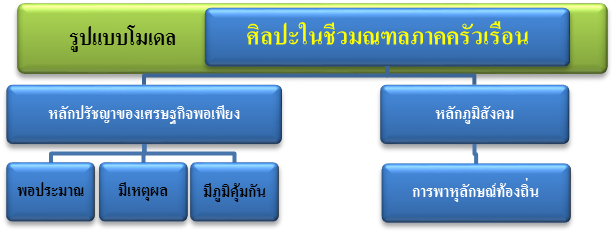 รูปแบบโมเดล ศิลปะในชีวมณฑลภาคครัวเรือน
หลักปรัชญาของเศรษฐกิจพอเพียง หลักภูมิสังคม
พอประมาณ มีเหตุผล มีภูมิคุ้มกัน การพาหุลักษณ์ท้องถิ่น